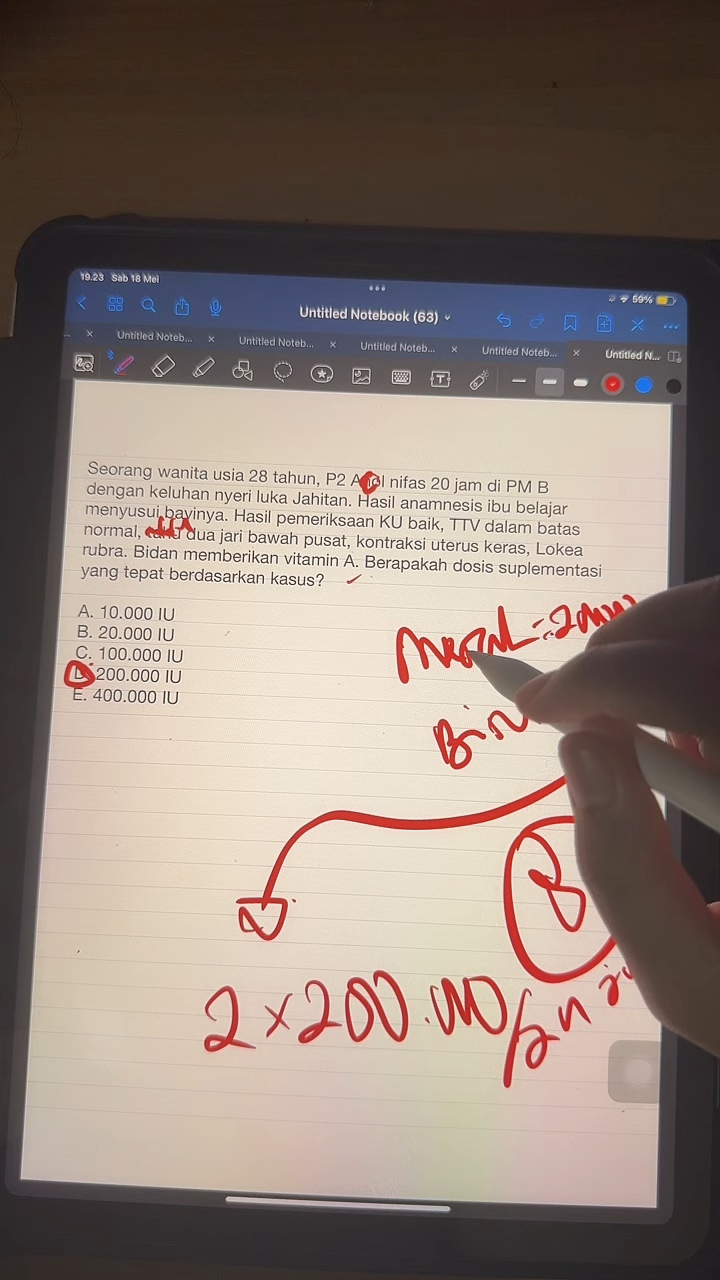 19.23 Sab 18 Mei
59%
Untitled Notebook (63)
Untitled Noteb...
Untitled Noteb...
Untitled Noteb...
Untitled Noteb...
Untitled N...
Seorang wanita usia 28 tahun, P2 nifas 20 jam di PM B
dengan keluhan nyeri luka Jahitan. Hasil anamnesis ibu belajar
menyusui bayinya. Hasil pemeriksaan KU baik, TTV dalam batas
normal, dua jari bawah pusat, kontraksi uterus keras, Lokea
rubra. Bidan memberikan vitamin A. Berapakah dosis suplementasi
yang tepat berdasarkan kasus?
A. 10.000 IU
B. 20.000 IU
C. 100.000 IU
D 200.000 IU
E. 400.000 IU
B
2 x 200.000